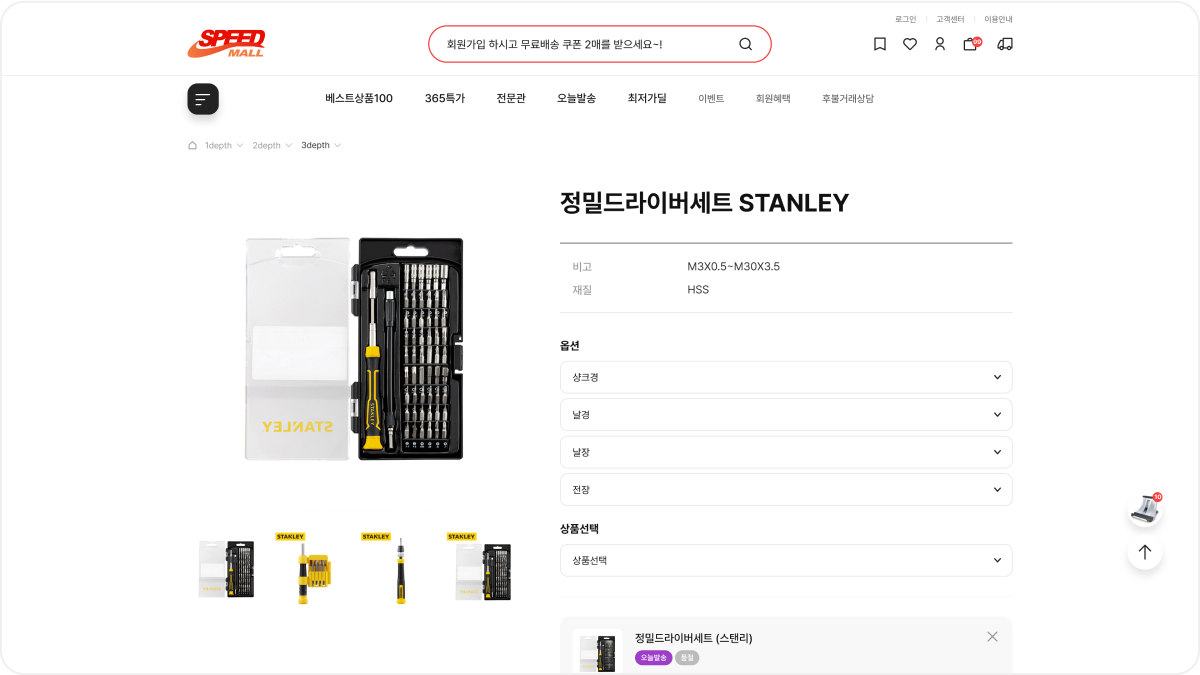 로그인 고객센터 이용안내
SPEED
MALL
회원가입 하시고 무료배송 쿠폰 2매를 받으세요~!
99
베스트상품100 365특가 전문관 오늘발송 최저가딜 이벤트 회원혜택 후불거래상담
1depth 2depth 3depth
정밀드라이버세트 STANLEY
비고 M3X0.5~M30X3.5
재질 HSS
옵션
샹크경
날경
날장
전장
상품선택
상품선택
STANLEY
STANLEY
STANLEY
STANLEY
STANLEY
10
정밀드라이버세트 (스탠리)
오늘발송 품절